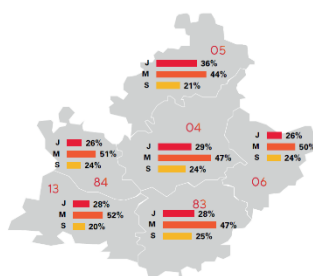 05
J 36%
M 44%
S 21%
04
J 29%
M 47%
S 24%
J 26%
M 51%
S 24%
J 26%
M 50%
S 24%
13
84
06
J 28%
M 52%
S 20%
83
J 28%
M 47%
S 25%